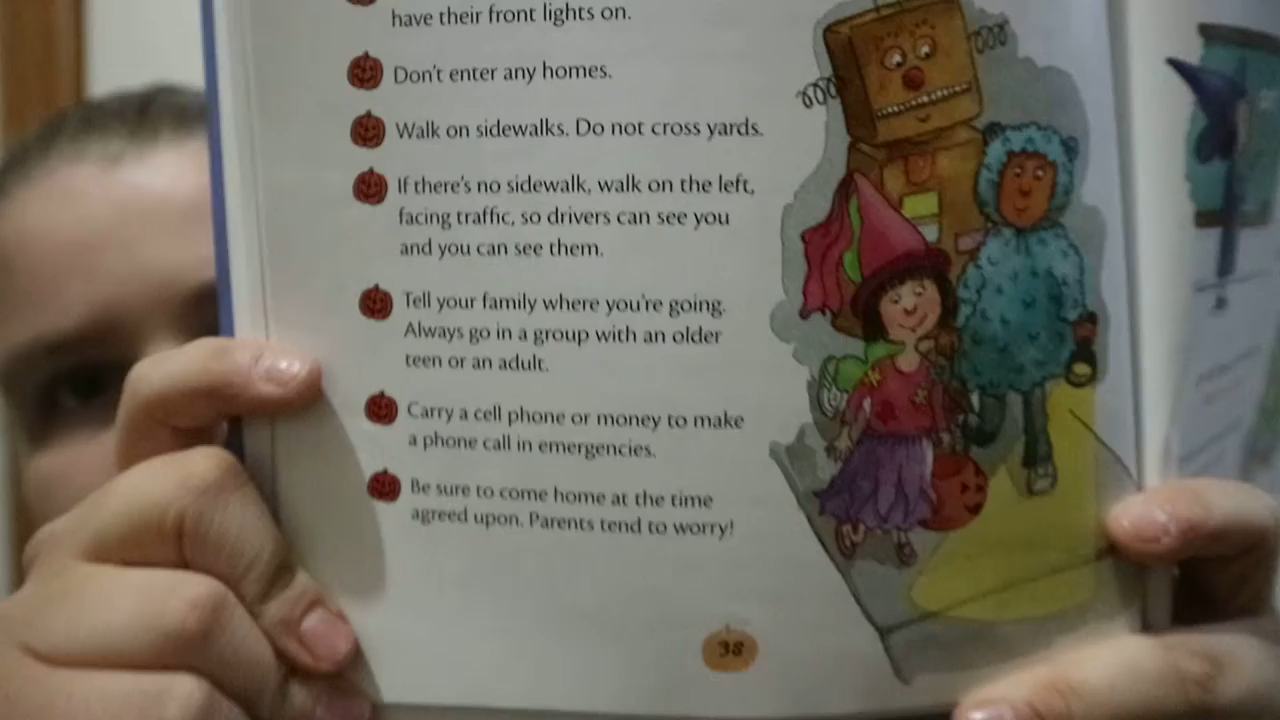 have their front lights on.
Don't enter any homes.
Walk on sidewalks. Do not cross yards.
If there's no sidewalk, walk on the left,
facing traffic, so drivers can see you
and you can see them.
Tell your family where you're going.
Always go in a group with an older
teen or an adult.
Carry a cell phone or money to make
a phone call in emergencies.
Be sure to come home at the time
agreed upon. Parents tend to worry!
38